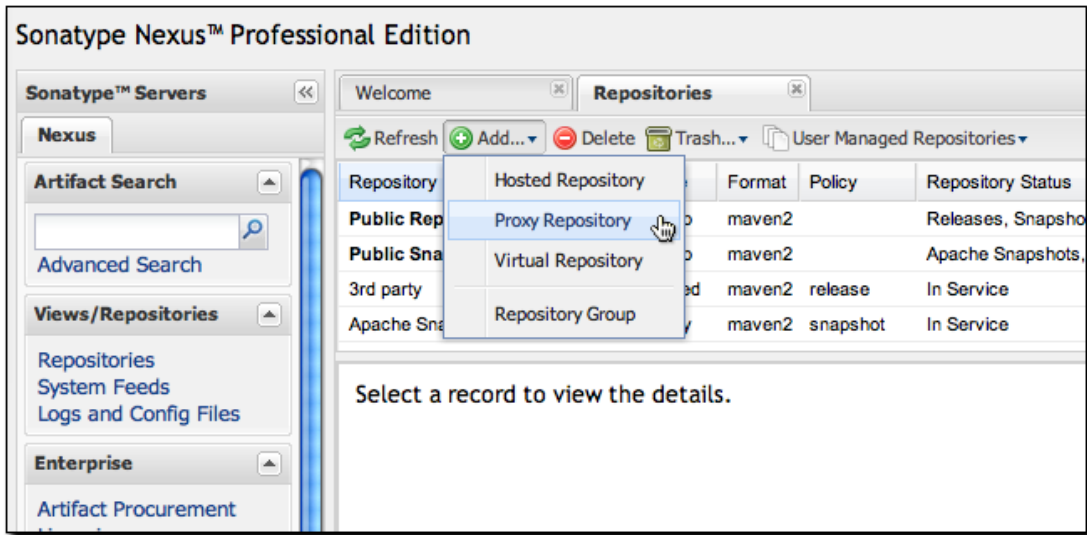 Sonatype Nexus™ Professional Edition
Sonatype™ Servers
Nexus
Artifact Search
Advanced Search
Views/Repositories
Repositories
System Feeds
Logs and Config Files
Enterprise
Artifact Procurement
Welcome
Repositories
Refresh Add... Delete Trash... User Managed Repositories
Repository Format Policy Repository Status
Public Rep maven2 Releases, Snapsho
Public Sna maven2 Apache Snapshots,
3rd party ed maven2 release In Service
Apache Sna y maven2 snapshot In Service
Hosted Repository
Proxy Repository
Virtual Repository
Repository Group
Select a record to view the details.